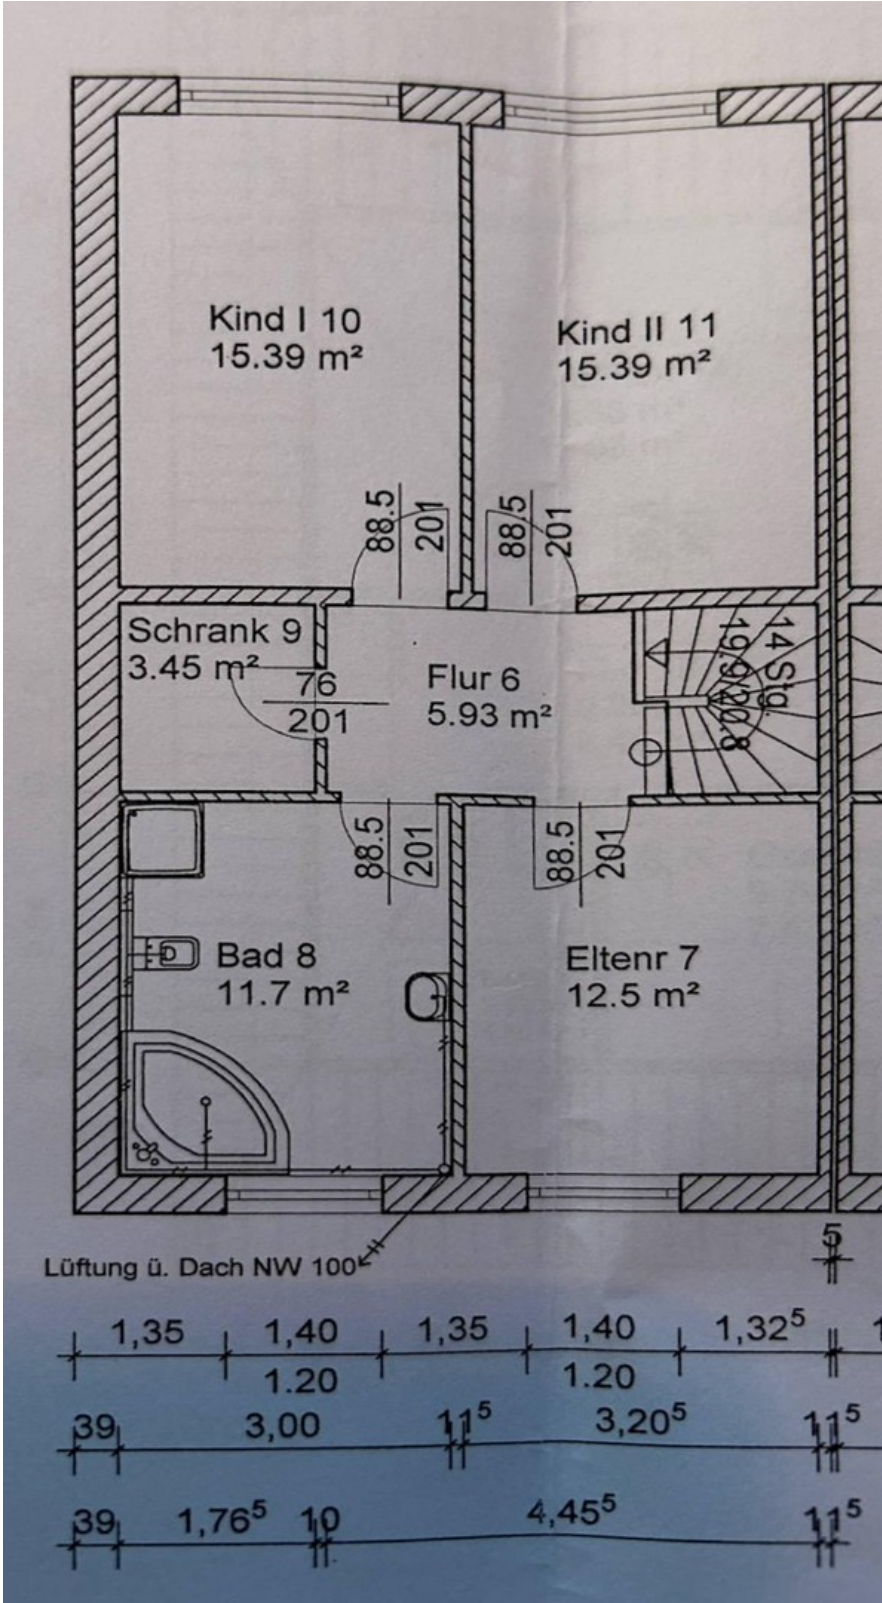 Kind I 10
15.39 m²
Kind II 11
15.39 m²
88.5
201
88.5
201
Schrank 9
3.45 m²
76
201
Flur 6
5.93 m²
14 Stg.
19.9/20.8
88.5
201
88.5
201
Bad 8
11.7 m²
Eltenr 7
12.5 m²
5
Lüftung ü. Dach NW 100
1,35 1,40 1,35 1,40 1,32⁵ 1
1.20 1.20
39 3,00 11⁵ 3,20⁵ 11⁵
39 1,76⁵ 10 4,45⁵ 11⁵